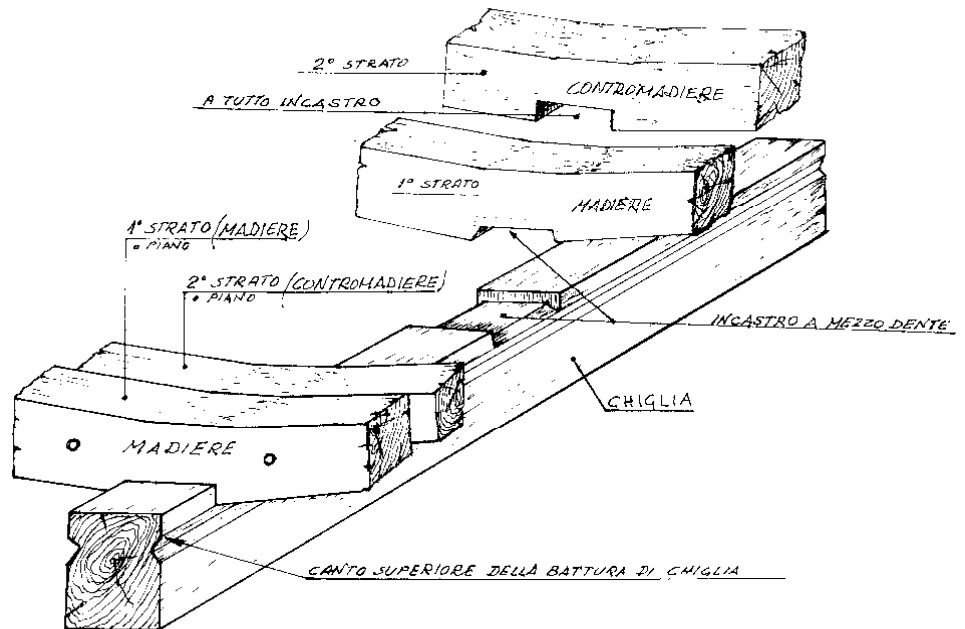 2° STRATO
CONTROMADIERE
A TUTTO INCASTRO
1° STRATO
MADIERE
1° STRATO (MADIERE)
o PIANO
2° STRATO (CONTROMADIERE)
o PIANO
INCASTRO A MEZZO DENTE
CHIGLIA
MADIERE
CANTO SUPERIORE DELLA BATTURA DI CHIGLIA